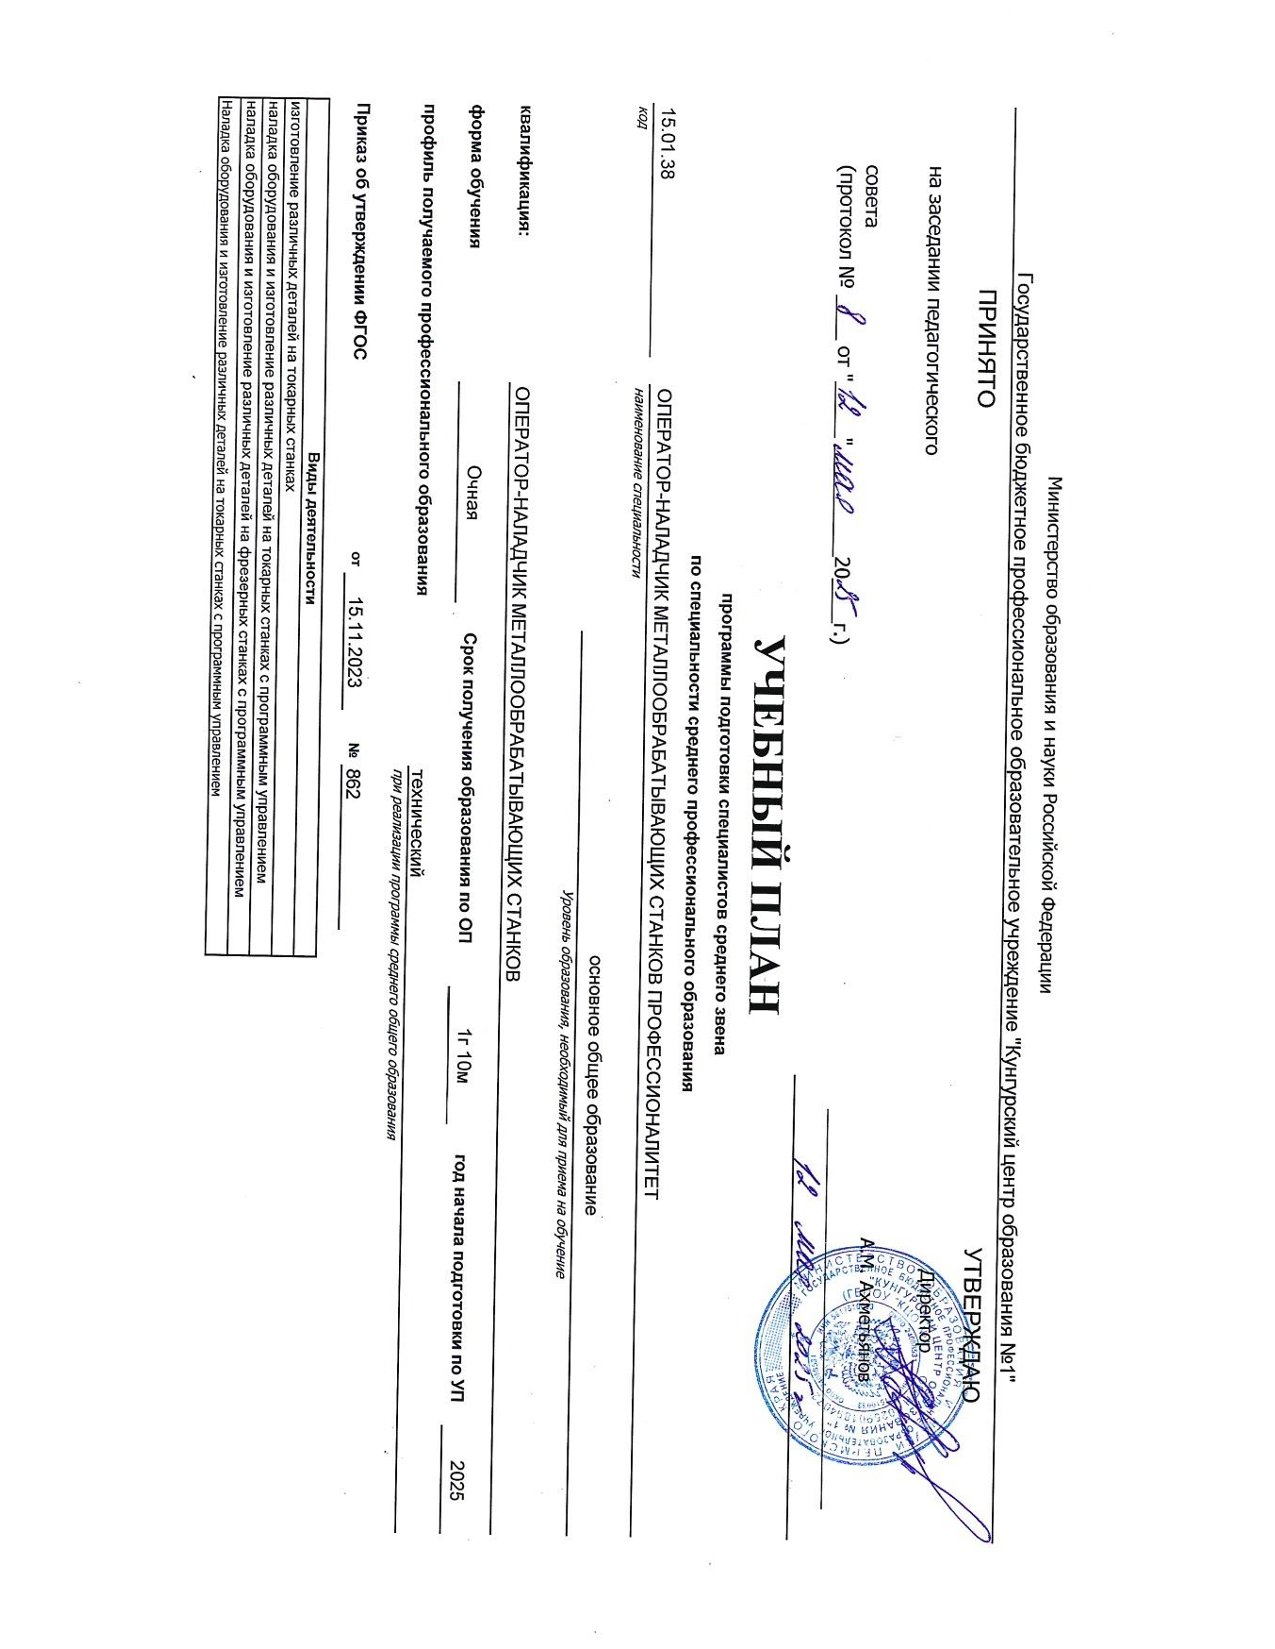 Министерство образования и науки Российской Федерации
Государственное бюджетное профессиональное образовательное учреждение "Кунгурский центр образования №1"
ПРИНЯТО
УТВЕРЖДАЮ
на заседании педагогического
Директор
совета
А.М. Ахметьянов
(протокол № 8 от "12" мая 2025 г.)
12 мая 2025 г
УЧЕБНЫЙ ПЛАН
программы подготовки специалистов среднего звена
по специальности среднего профессионального образования
15.01.38 ОПЕРАТОР-НАЛАДЧИК МЕТАЛЛООБРАБАТЫВАЮЩИХ СТАНКОВ ПРОФЕССИОНАЛИТЕТ
код наименование специальности
основное общее образование
Уровень образования, необходимый для приема на обучение
квалификация: ОПЕРАТОР-НАЛАДЧИК МЕТАЛЛООБРАБАТЫВАЮЩИХ СТАНКОВ
форма обучения Очная Срок получения образования по ОП 1г 10м год начала подготовки по УП 2025
профиль получаемого профессионального образования технический
при реализации программы среднего общего образования
Приказ об утверждении ФГОС от 15.11.2023 № 862
Виды деятельности
изготовление различных деталей на токарных станках
наладка оборудования и изготовление различных деталей на токарных станках с программным управлением
наладка оборудования и изготовление различных деталей на фрезерных станках с программным управлением
Наладка оборудования и изготовление различных деталей на токарных станках с программным управлением